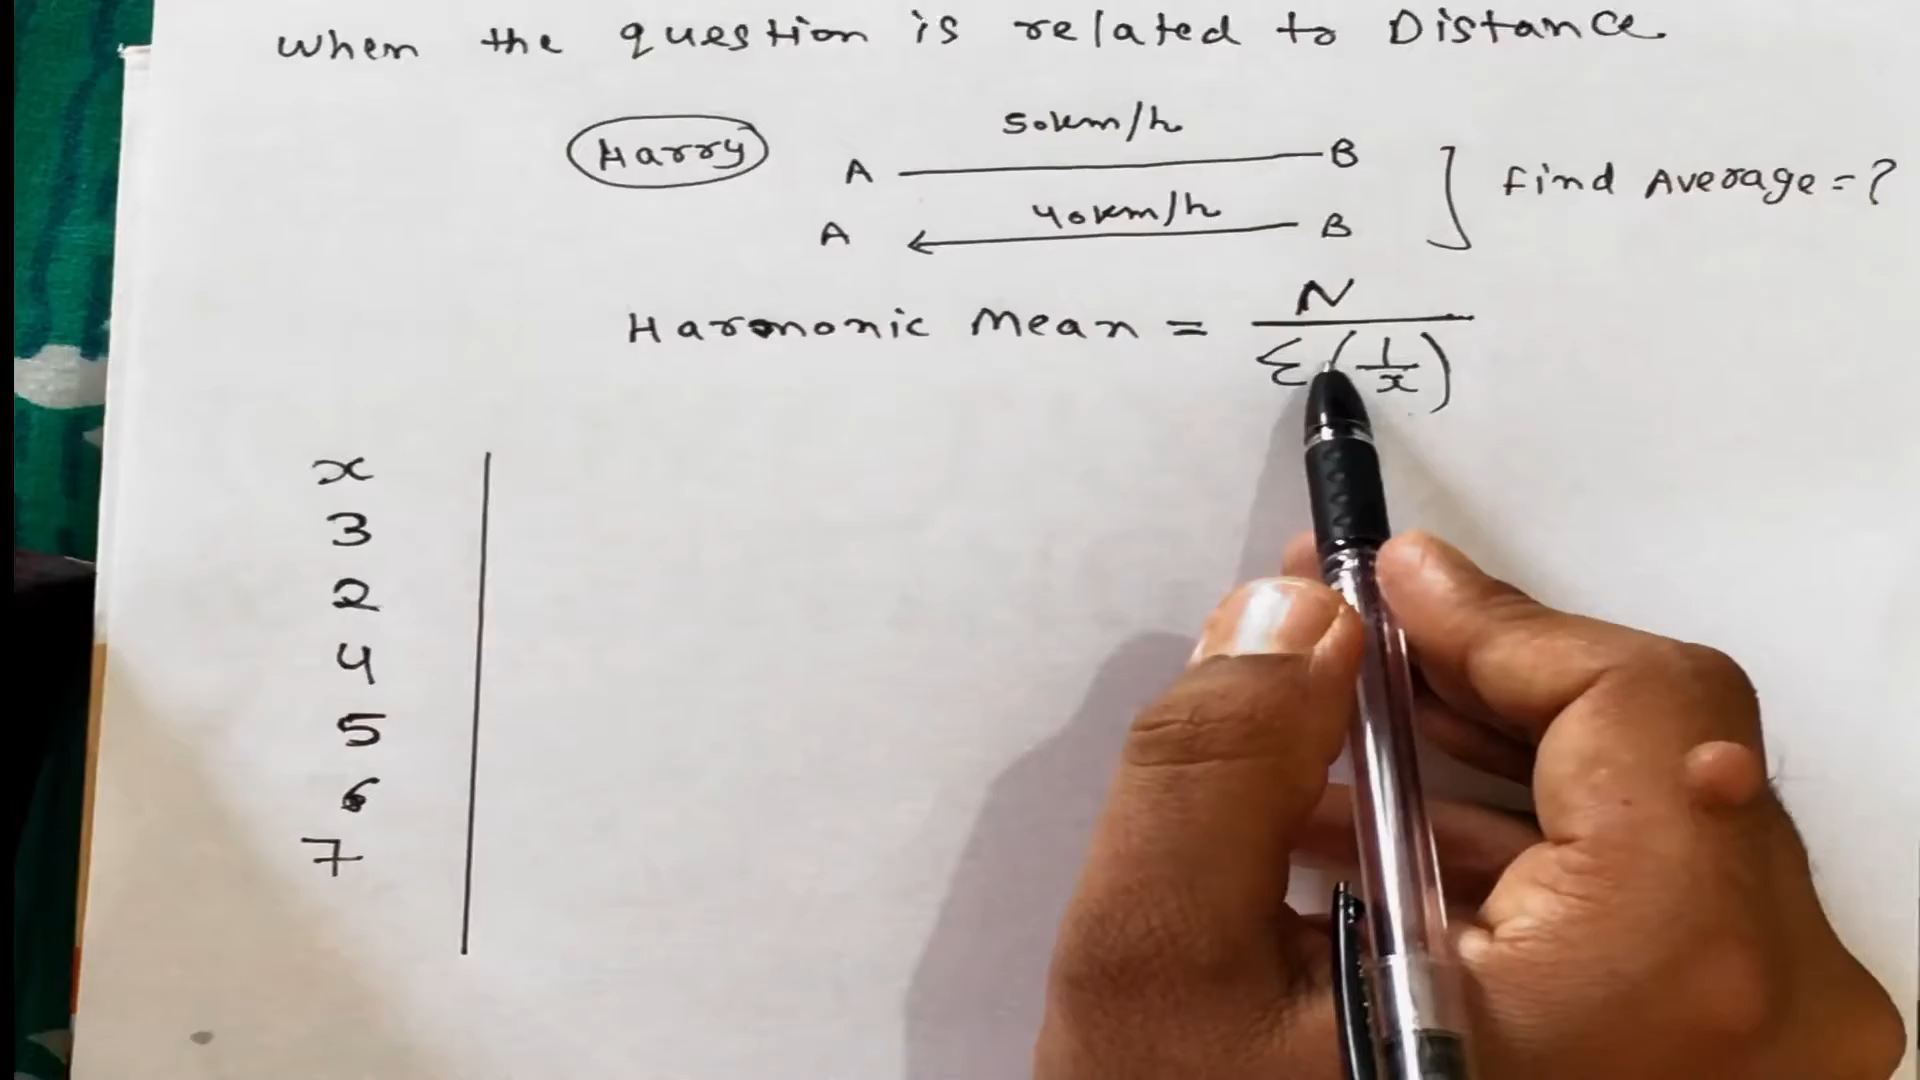 When the question is related to Distance
Harry A 50km/h B
A 40km/h B
find Average = ?
Harmonic Mean = N / Σ(1/x)
x
3
2
4
5
6
7